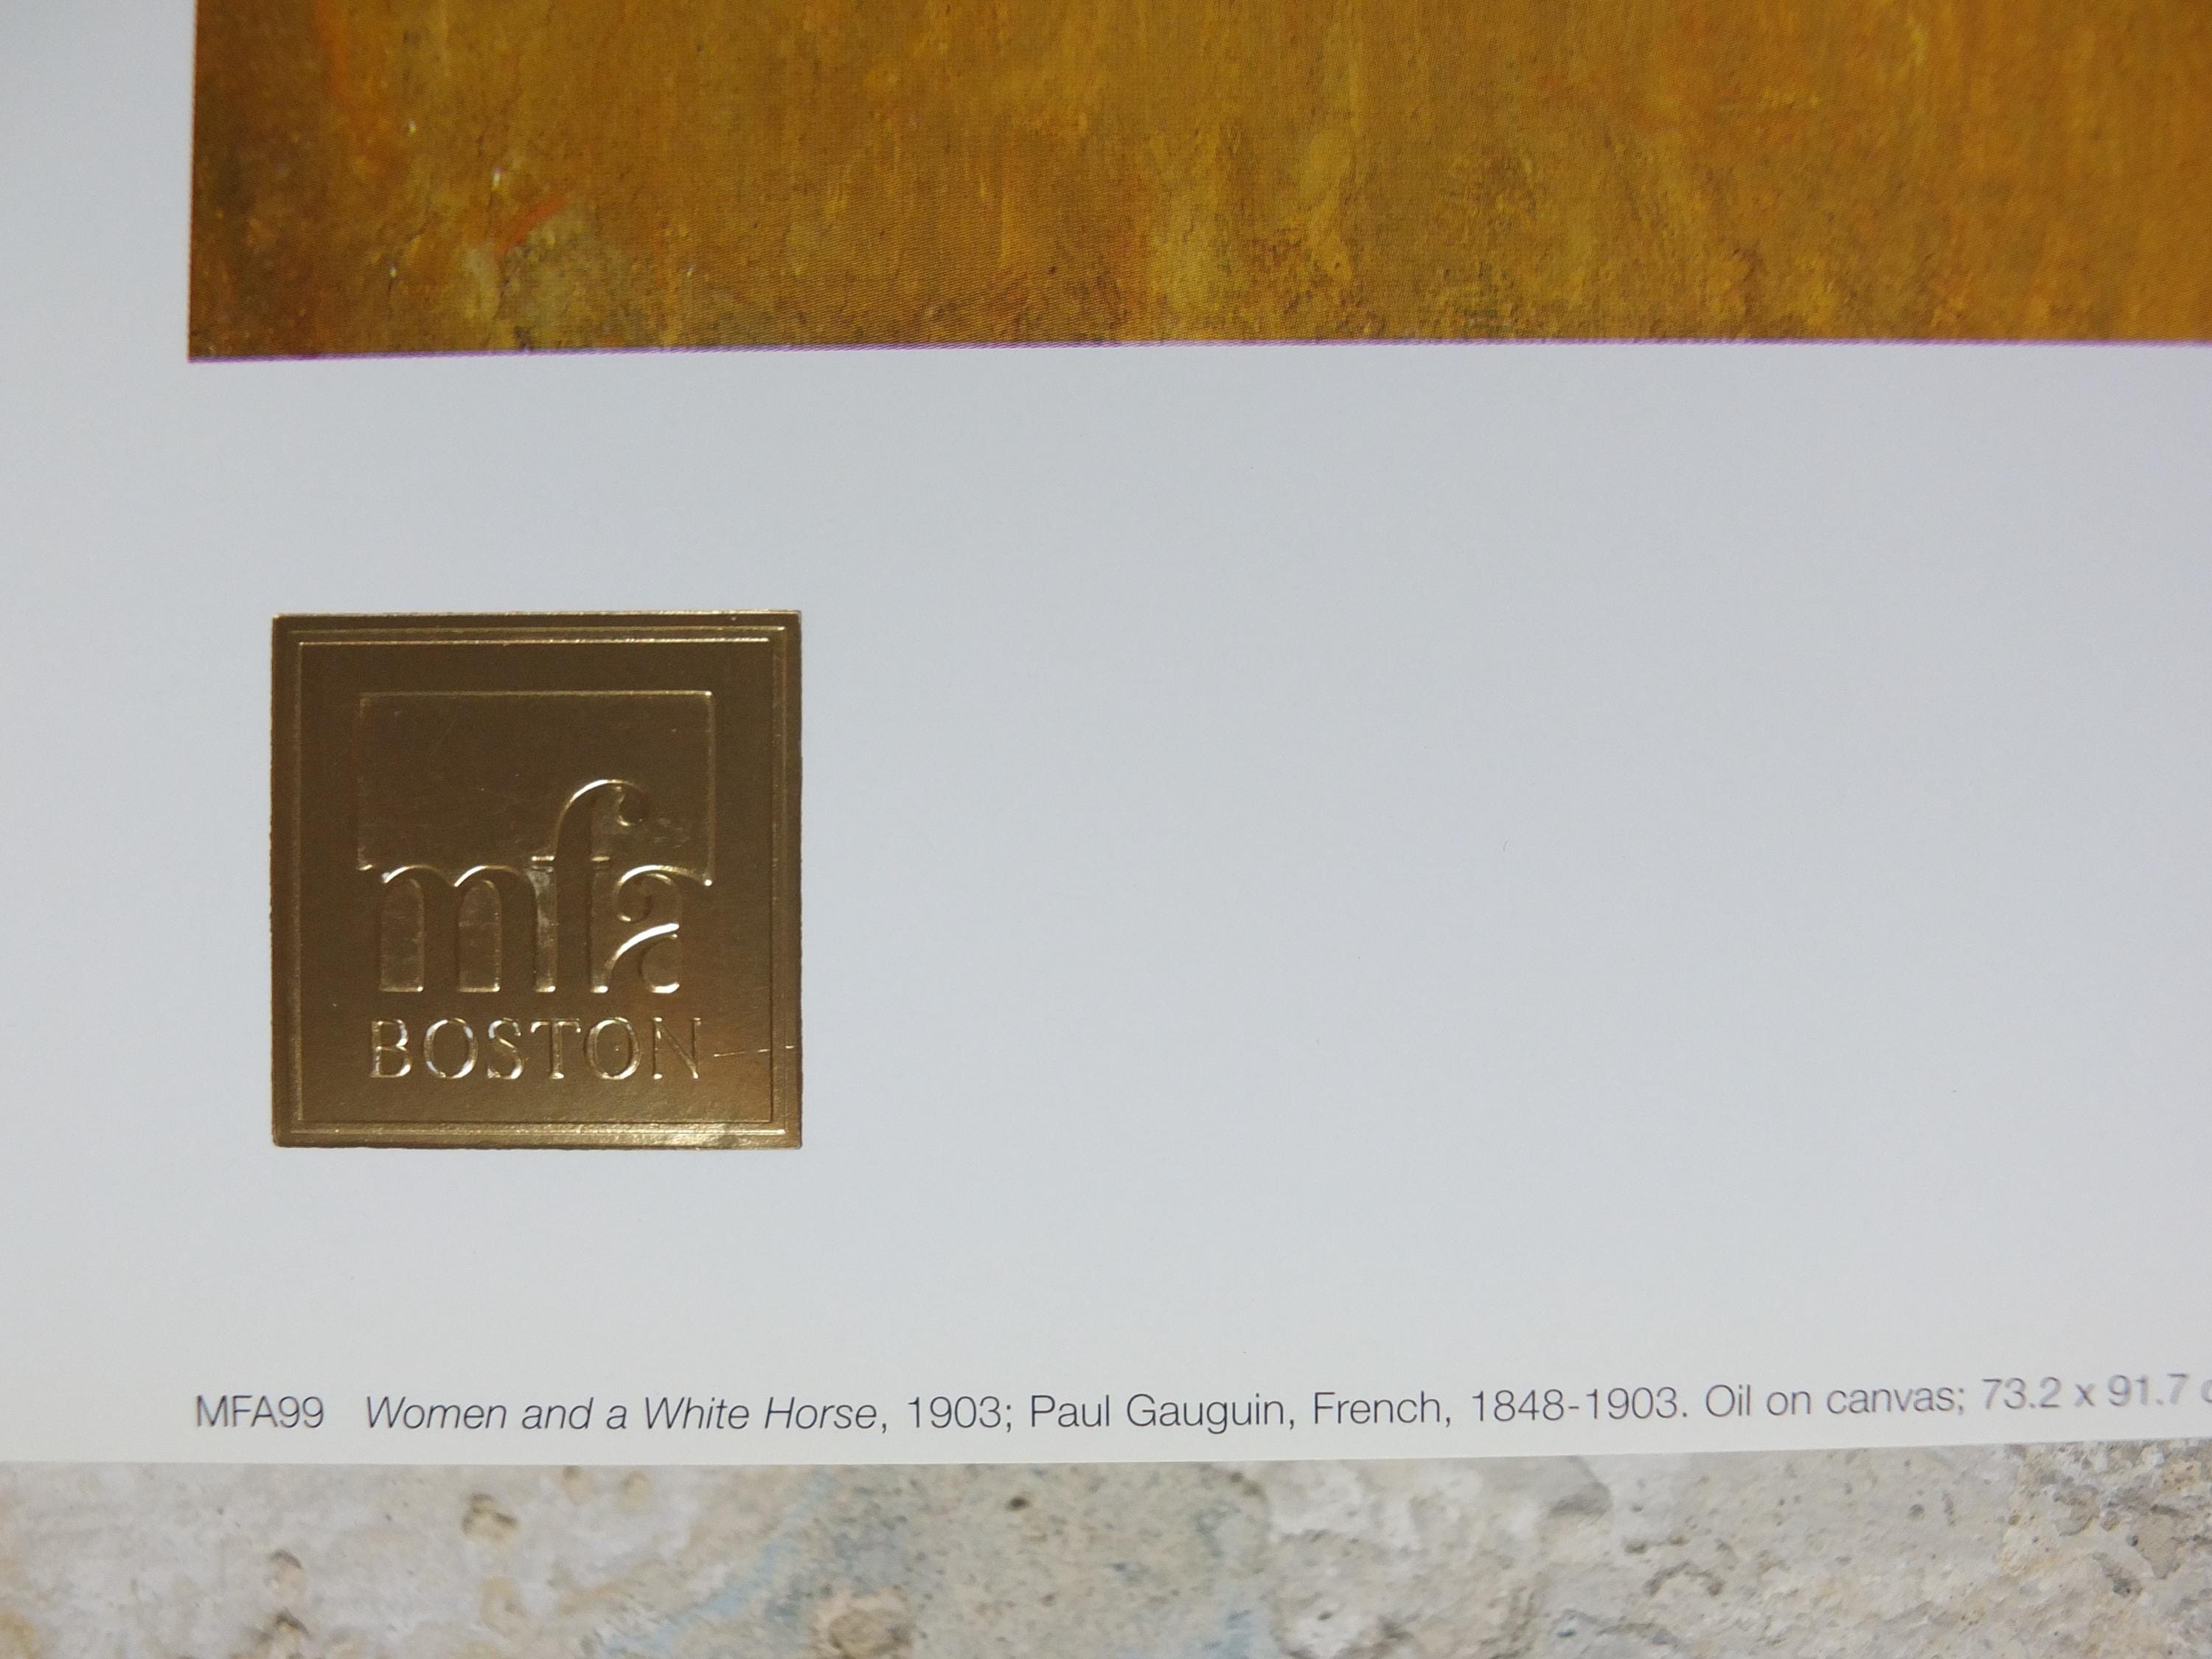 mfa
BOSTON
MFA99 Women and a White Horse, 1903; Paul Gauguin, French, 1848-1903. Oil on canvas; 73.2 x 91.7